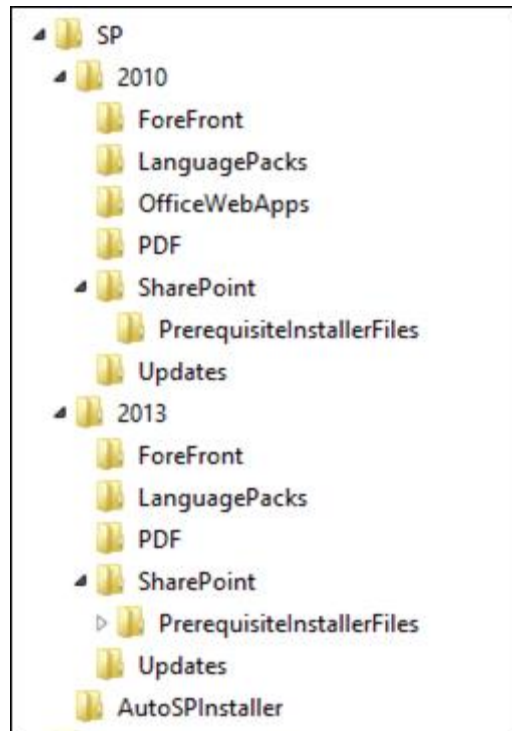 SP
2010
ForeFront
LanguagePacks
OfficeWebApps
PDF
SharePoint
PrerequisiteInstallerFiles
Updates
2013
ForeFront
LanguagePacks
PDF
SharePoint
PrerequisiteInstallerFiles
Updates
AutoSPInstaller